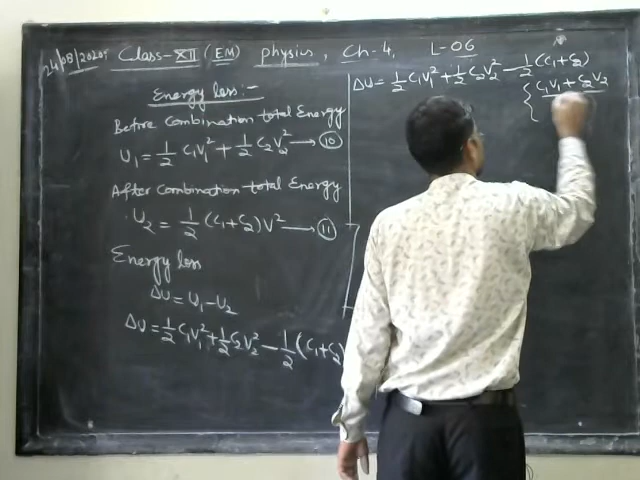 24/08/2020, Class-XII (EM) physics, Ch-4, L-06
Energy loss:-
Before Combination total Energy
U₁ = 1/2 C₁V₁² + 1/2 C₂V₂² → (10)
After Combination total Energy
U₂ = 1/2 (C₁+C₂)V² → (11)
Energy loss
ΔU = U₁ - U₂
ΔU = 1/2 C₁V₁² + 1/2 C₂V₂² - 1/2 (C₁+C₂)
ΔU = 1/2 C₁V₁² + 1/2 C₂V₂² - 1/2 (C₁+C₂)
{ C₁V₁ + C₂V₂